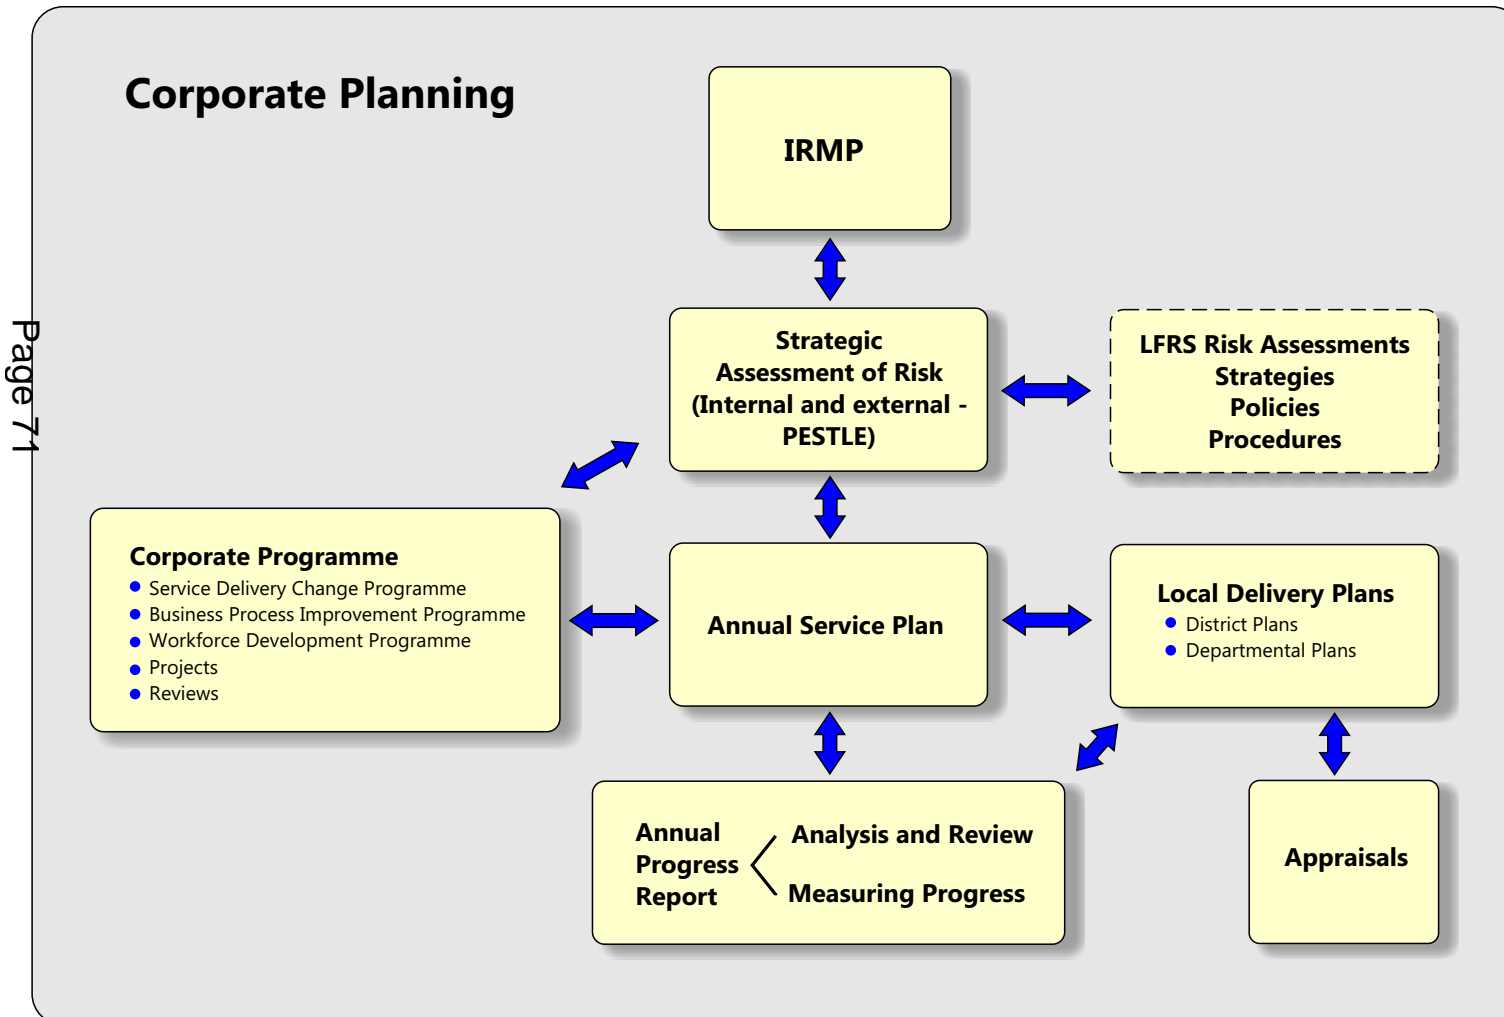 Corporate Planning
IRMP
Strategic
Assessment of Risk
(Internal and external -
PESTLE)
LFRS Risk Assessments
Strategies
Policies
Procedures
Page 71
Corporate Programme
Service Delivery Change Programme
Business Process Improvement Programme
Workforce Development Programme
Projects
Reviews
Annual Service Plan
Local Delivery Plans
District Plans
Departmental Plans
Annual
Progress
Report
Analysis and Review
Measuring Progress
Appraisals